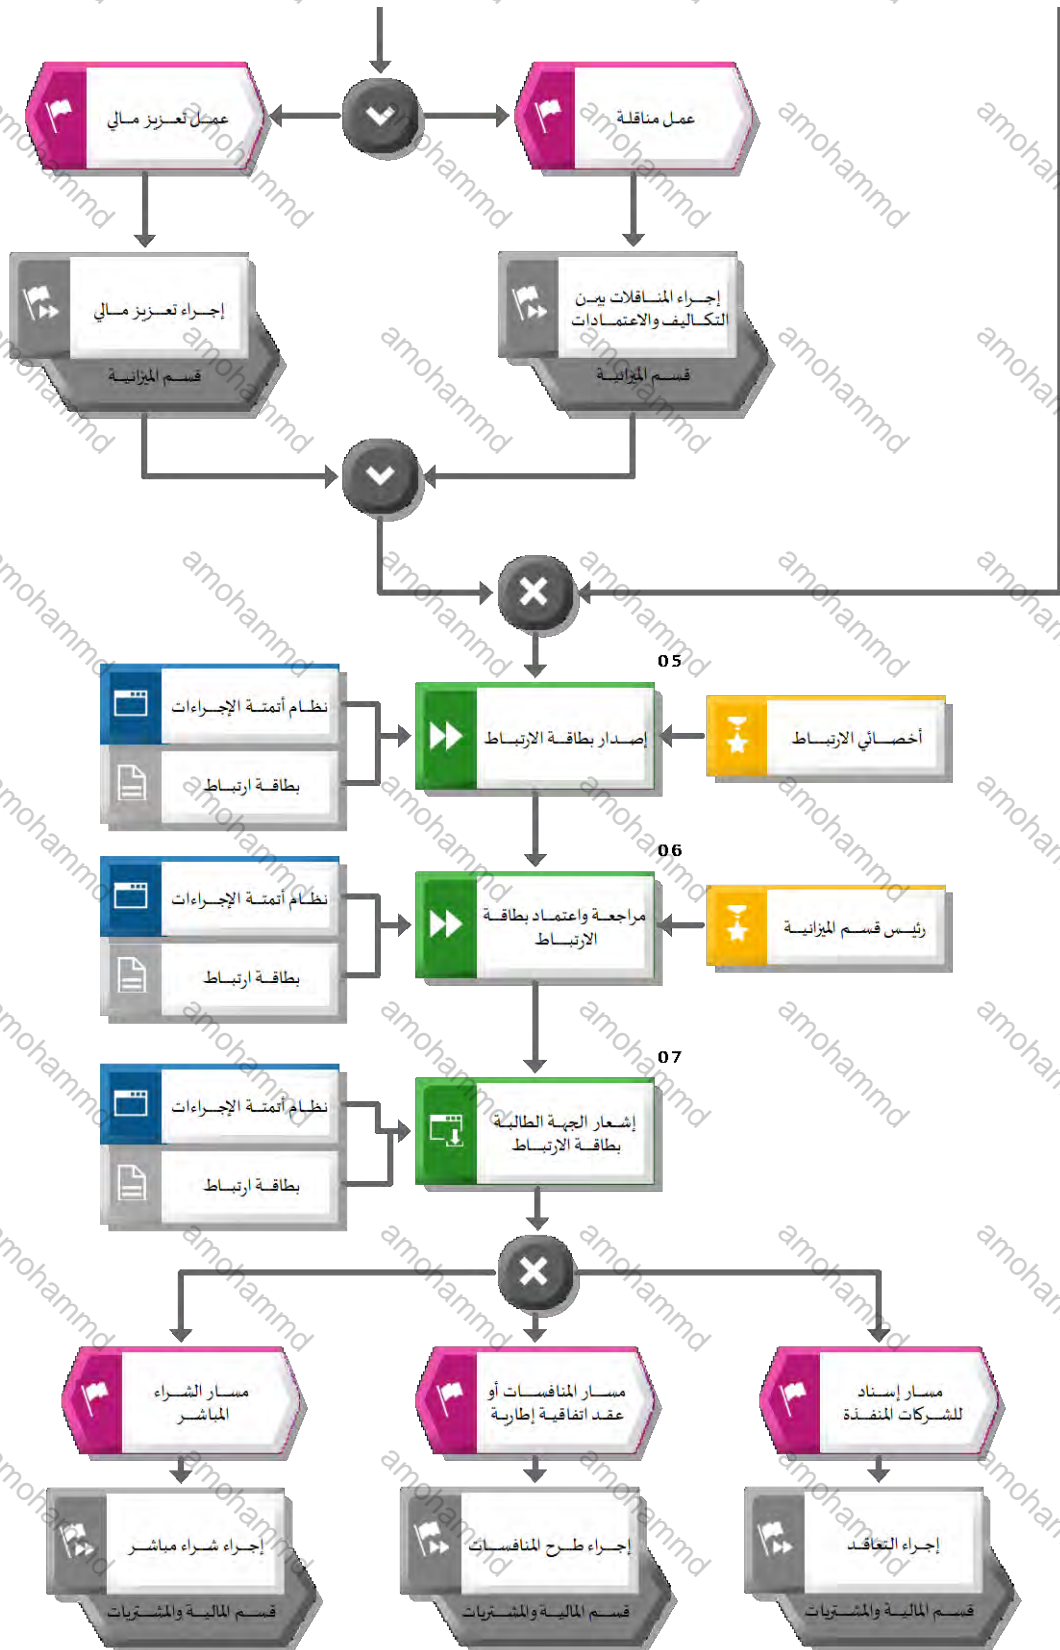 عمل مناقلة
عمل تعزيز مالي
إجراء المناقلات بين
التكاليف والاعتمادات
قسم الميزانية
إجراء تعزيز مالي
قسم الميزانية
05
أخصائي الارتباط
إصدار بطاقة الارتباط
نظام أتمتة الإجراءات
بطاقة ارتباط
06
رئيس قسم الميزانية
مراجعة واعتماد بطاقة
الارتباط
نظام أتمتة الإجراءات
بطاقة ارتباط
07
إشعار الجهة الطالبة
بطاقة الارتباط
نظام أتمتة الإجراءات
بطاقة ارتباط
مسار إسناد
للشركات المنفذة
مسار المنافسات أو
عقد اتفاقية إطارية
مسار الشراء
المباشر
إجراء التعاقد
قسم المالية والمشتريات
إجراء طرح المنافسات
قسم المالية والمشتريات
إجراء شراء مباشر
قسم المالية والمشتريات
amohammd